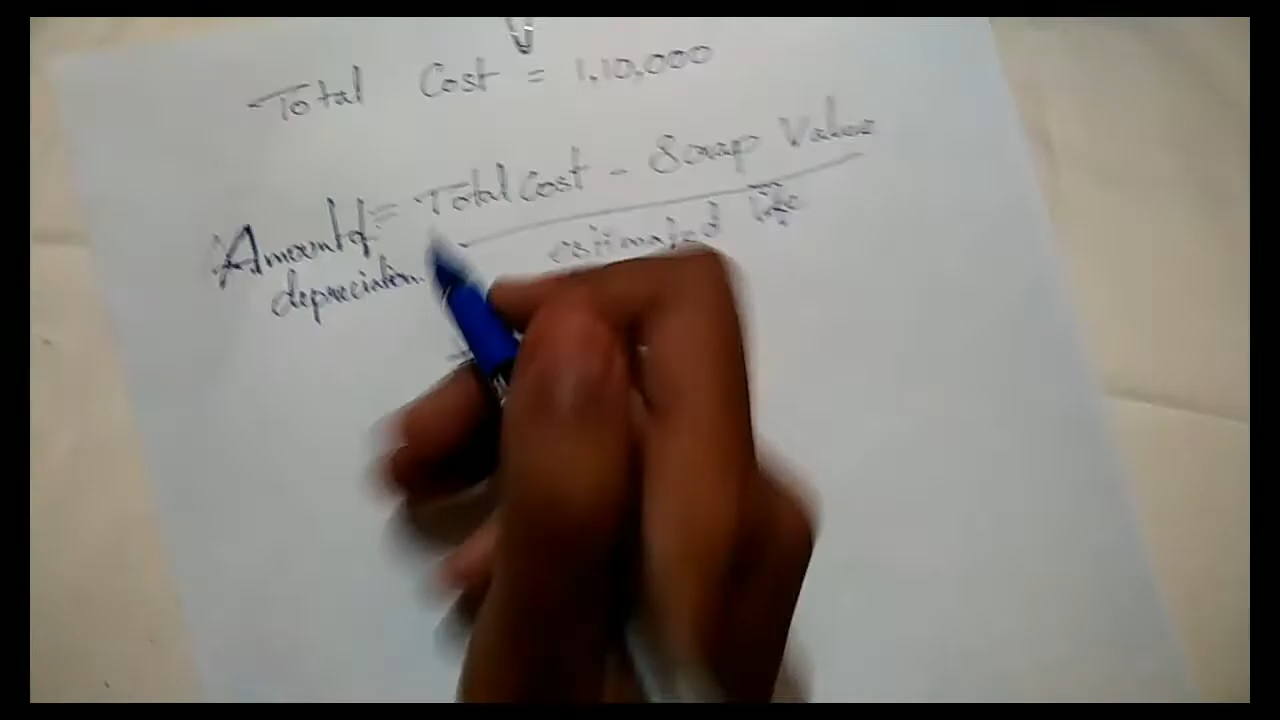 Total Cost = 1,10,000
Amount of = Total Cost - Scrap Value
depreciation estimated life